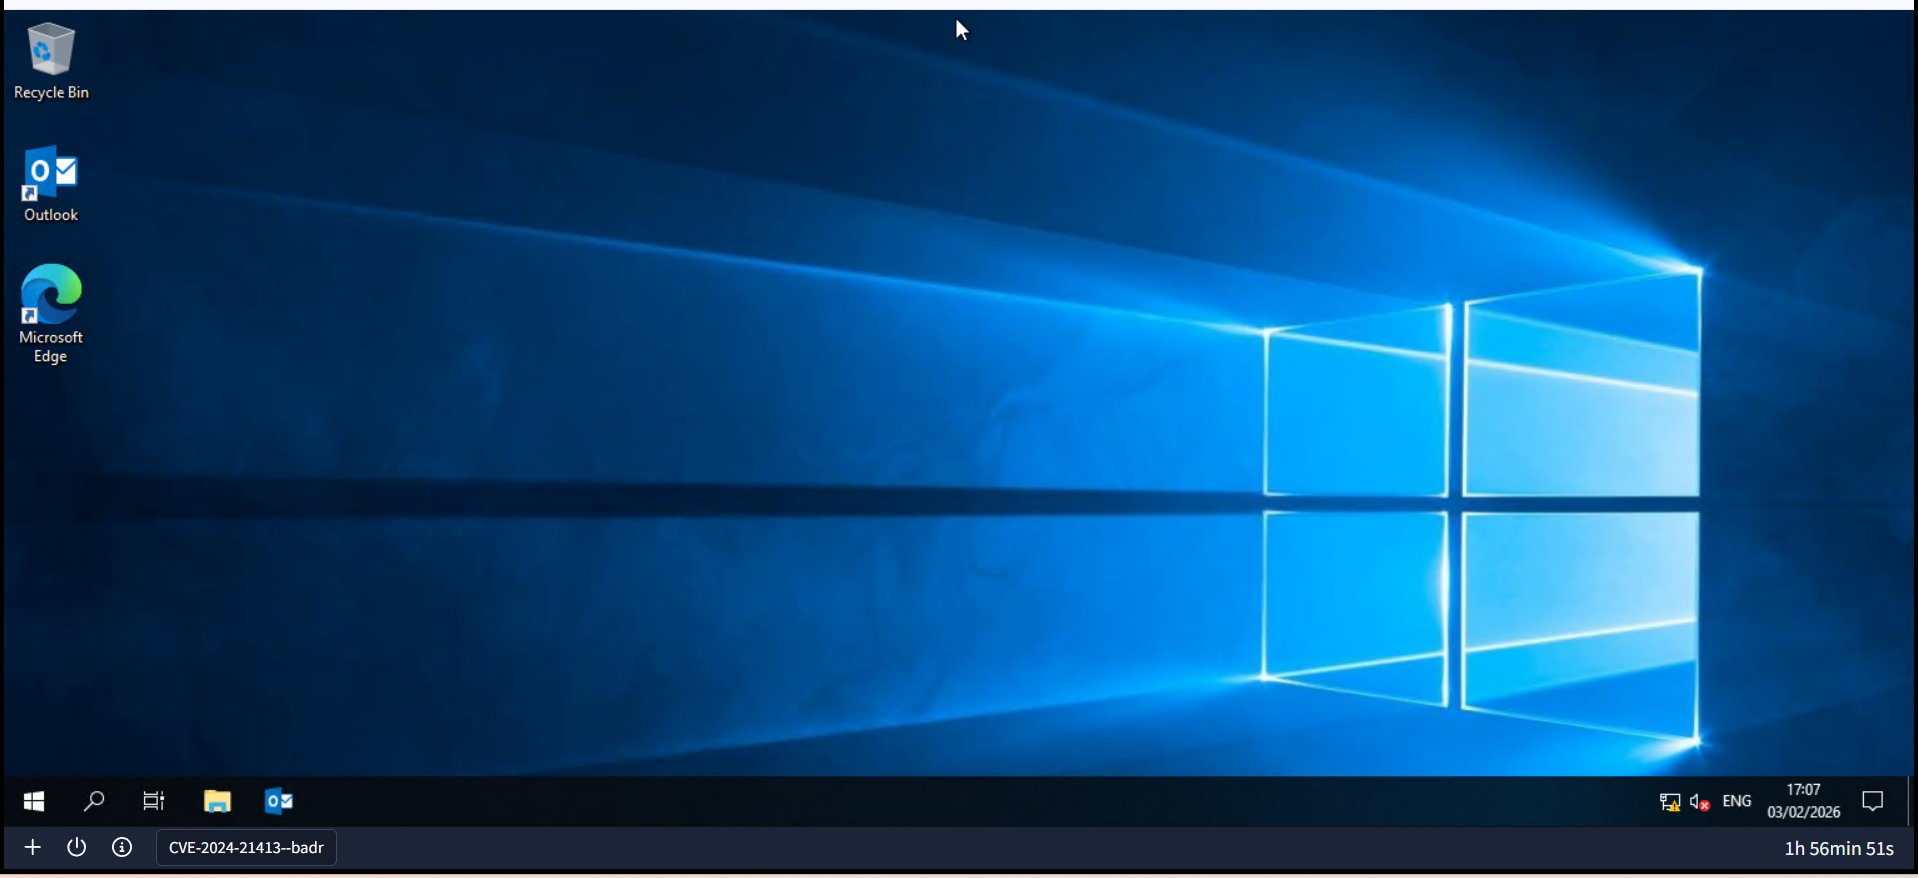 Recycle Bin
Outlook
Microsoft
Edge
ENG
17:07
03/02/2026
CVE-2024-21413--badr
1h 56min 51s